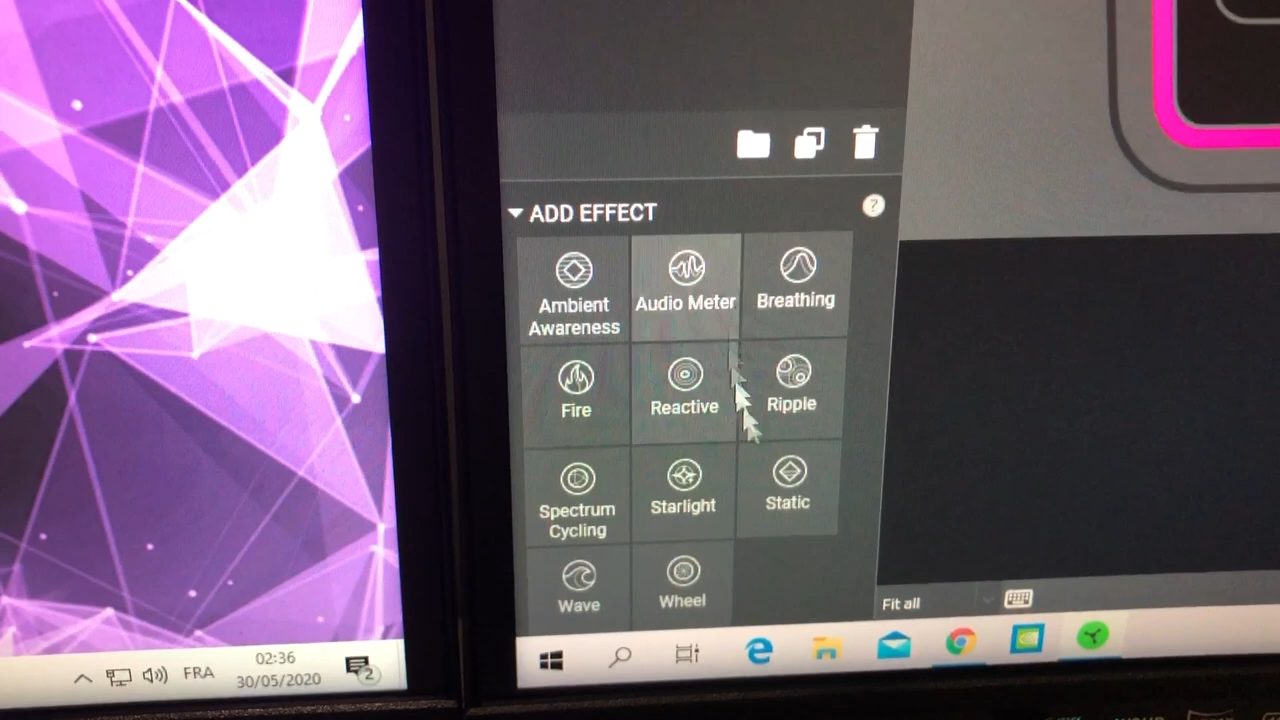 ADD EFFECT
?
Ambient
Awareness
Audio Meter
Breathing
Fire
Reactive
Ripple
Spectrum
Cycling
Starlight
Static
Wave
Wheel
Fit all
FRA
02:36
30/05/2020
2